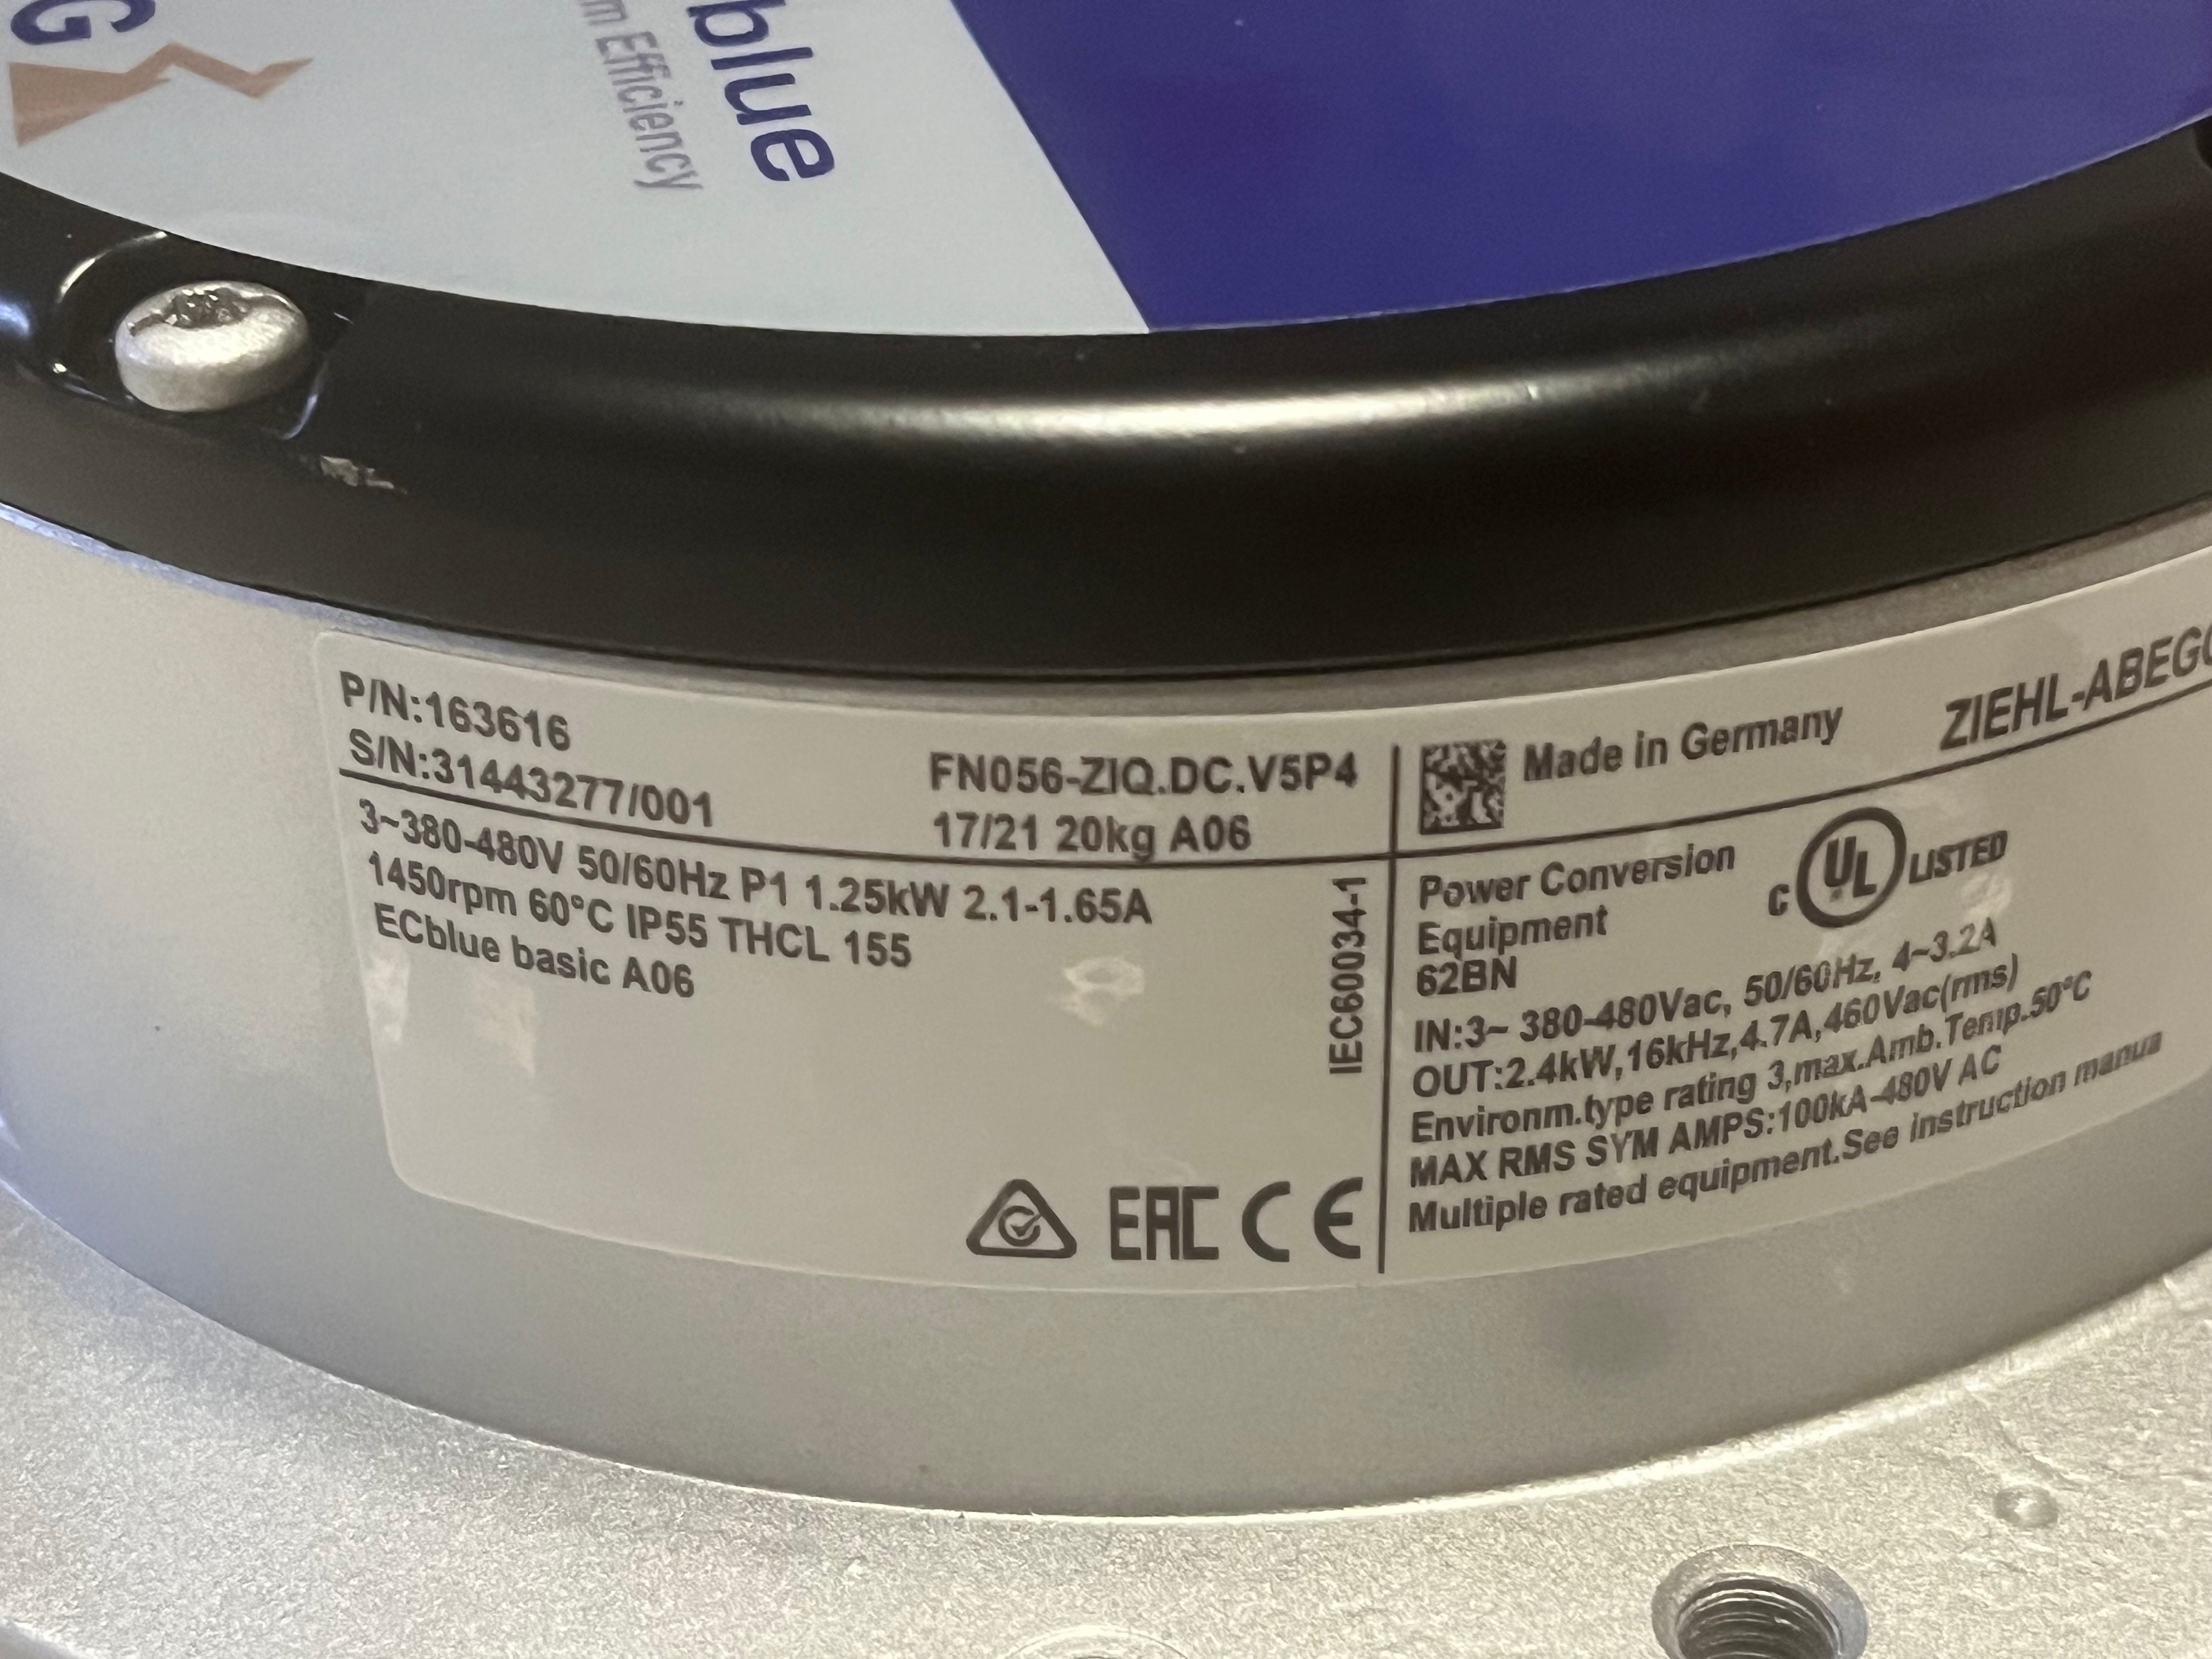 G
blue
m Efficiency
P/N:163616
S/N:31443277/001
FN056-ZIQ.DC.V5P4
17/21 20kg A06
3~380-480V 50/60Hz P1 1.25kW 2.1-1.65A
1450rpm 60°C IP55 THCL 155
ECblue basic A06
IEC60034-1
EAC CE
Made in Germany
ZIEHL-ABEGG
Power Conversion
Equipment
62BN
c UL LISTED
IN:3~ 380-480Vac, 50/60Hz, 4~3.2A
OUT:2.4kW,16kHz,4.7A,460Vac(rms)
Environm.type rating 3,max.Amb.Temp.50°C
MAX RMS SYM AMPS:100kA-480V AC
Multiple rated equipment.See instruction manua